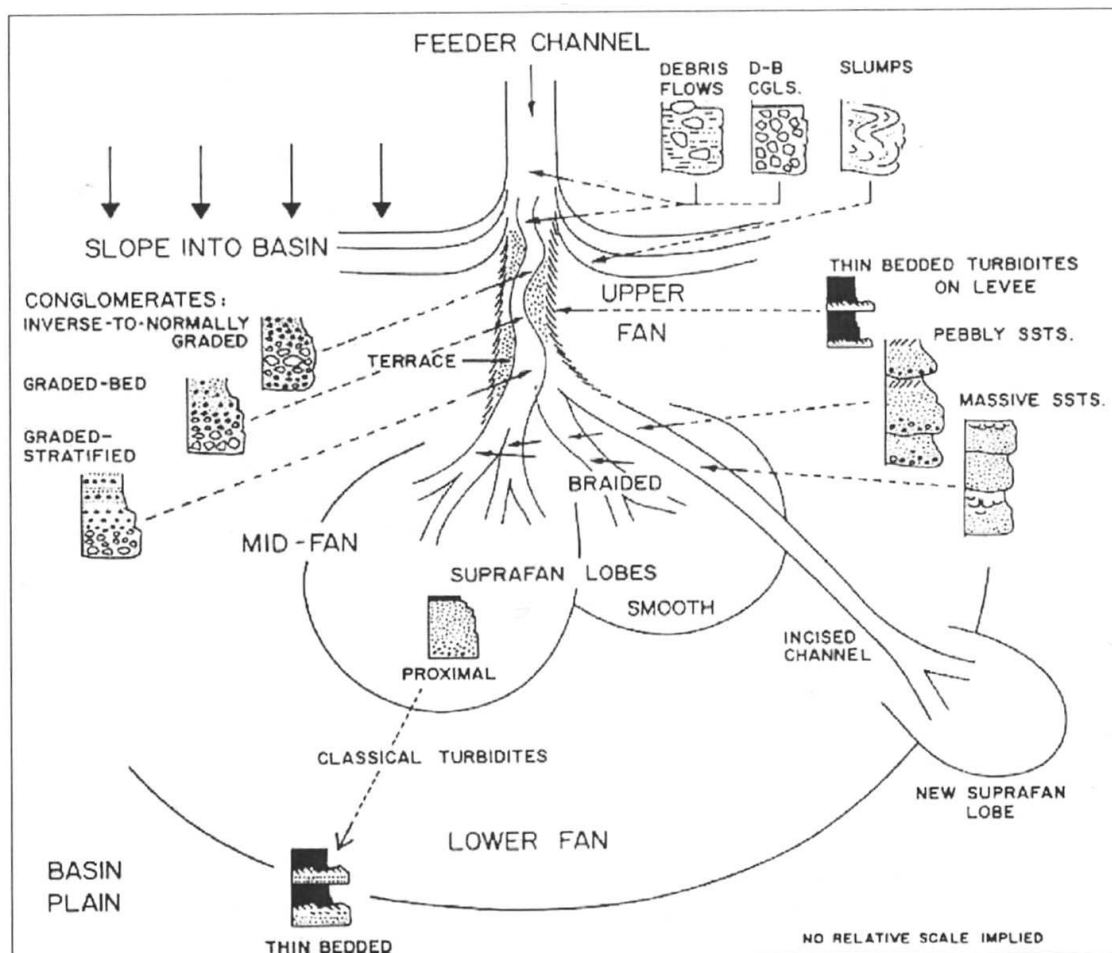 FEEDER CHANNEL
DEBRIS
FLOWS
D-B
CGLS.
SLUMPS
SLOPE INTO BASIN
CONGLOMERATES:
INVERSE-TO-NORMALLY
GRADED
GRADED-BED
GRADED-
STRATIFIED
TERRACE
UPPER
FAN
THIN BEDDED TURBIDITES
ON LEVEE
PEBBLY SSTS.
MASSIVE SSTS.
BRAIDED
MID-FAN
SUPRAFAN LOBES
SMOOTH
PROXIMAL
INCISED
CHANNEL
CLASSICAL TURBIDITES
NEW SUPRAFAN
LOBE
LOWER FAN
BASIN
PLAIN
THIN BEDDED
NO RELATIVE SCALE IMPLIED